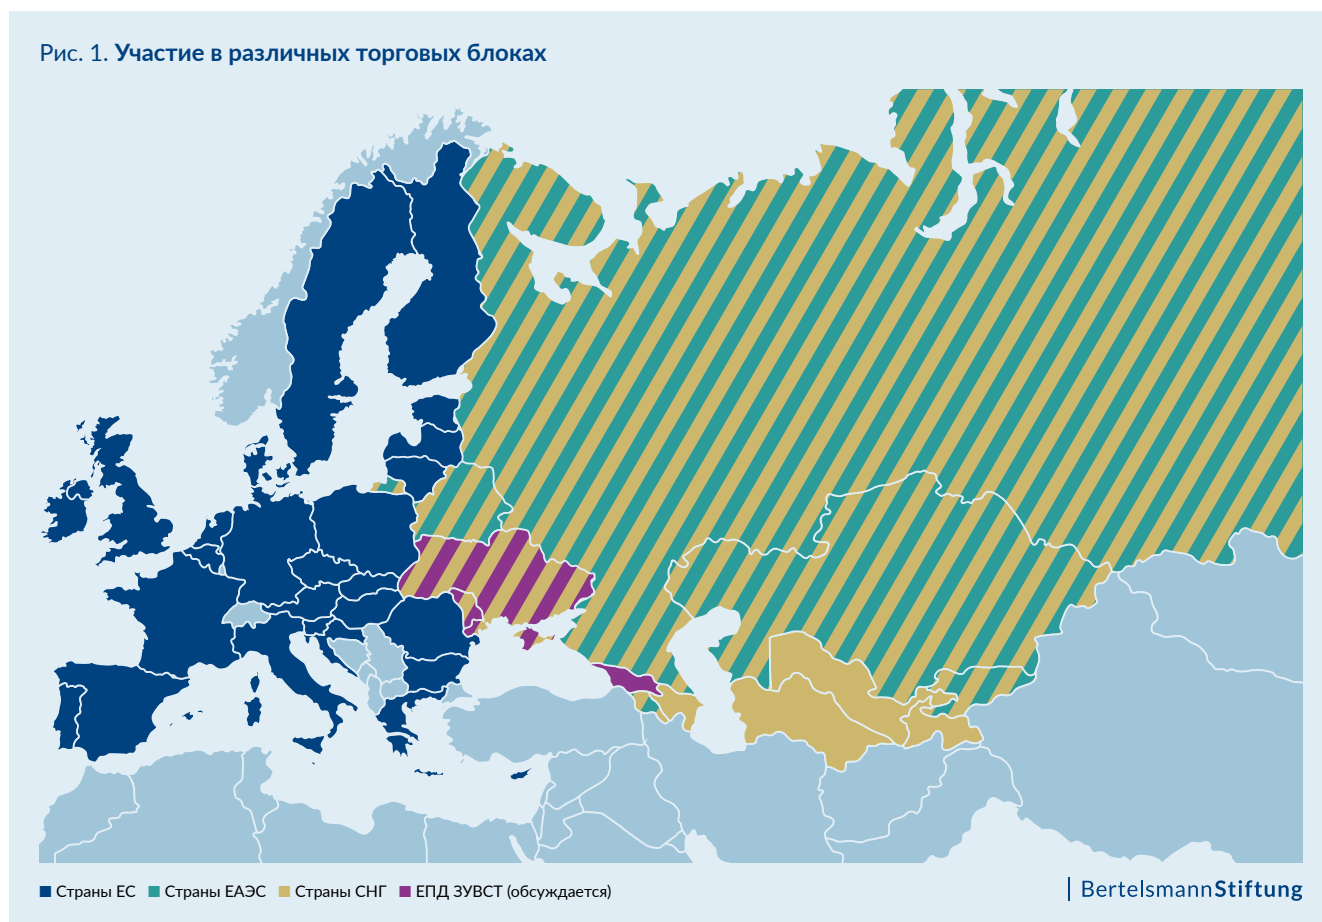 Рис. 1. Участие в различных торговых блоках
Страны ЕС Страны ЕАЭС Страны СНГ ЕПД ЗУВСТ (обсуждается)
BertelsmannStiftung